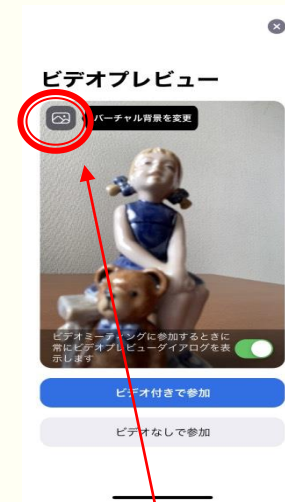 ビデオプレビュー
バーチャル背景を変更
ビデオミーティングに参加するときに
常にビデオプレビューダイアログを表
示します
ビデオ付きで参加
ビデオなしで参加